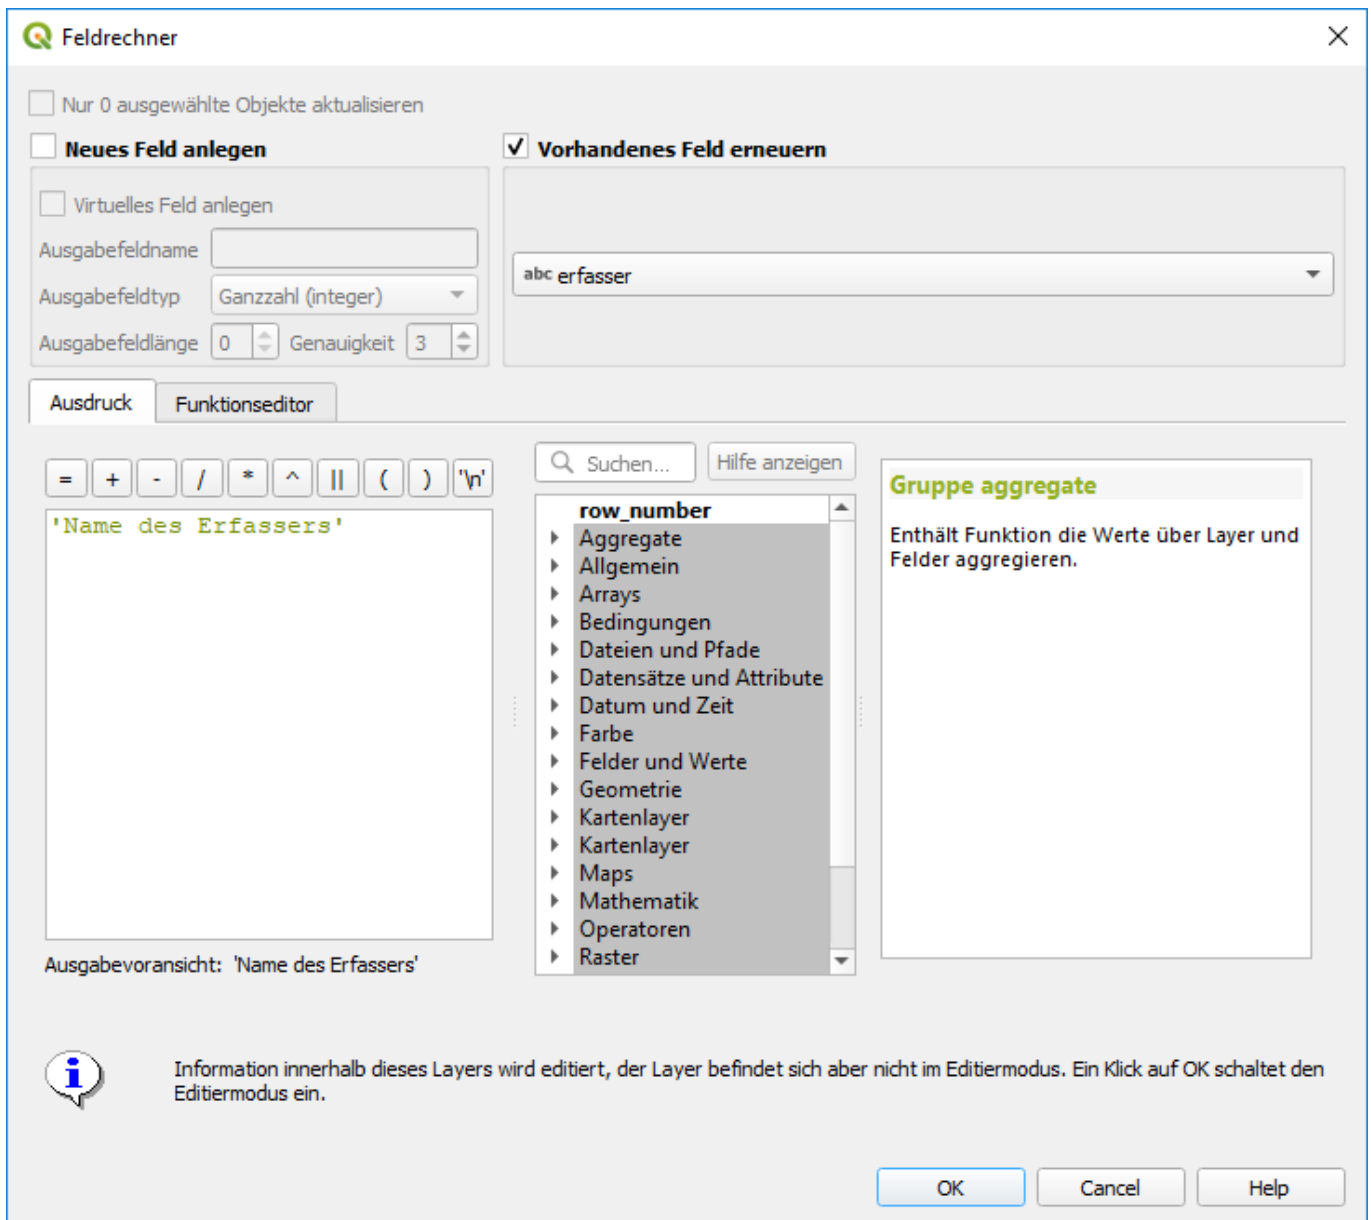 Feldrechner
Nur 0 ausgewählte Objekte aktualisieren
Neues Feld anlegen
Vorhandenes Feld erneuern
Virtuelles Feld anlegen
Ausgabefeldname
Ausgabefeldtyp Ganzzahl (integer)
Ausgabefeldlänge 0 Genauigkeit 3
abc erfasser
Ausdruck Funktionseditor
= + - / * ^ || ( ) '\n'
'Name des Erfassers'
Ausgabevoransicht: 'Name des Erfassers'
Suchen... Hilfe anzeigen
row_number
Aggregate
Allgemein
Arrays
Bedingungen
Dateien und Pfade
Datensätze und Attribute
Datum und Zeit
Farbe
Felder und Werte
Geometrie
Kartenlayer
Kartenlayer
Maps
Mathematik
Operatoren
Raster
Gruppe aggregate
Enthält Funktion die Werte über Layer und
Felder aggregieren.
Information innerhalb dieses Layers wird editiert, der Layer befindet sich aber nicht im Editiermodus. Ein Klick auf OK schaltet den
Editiermodus ein.
OK Cancel Help